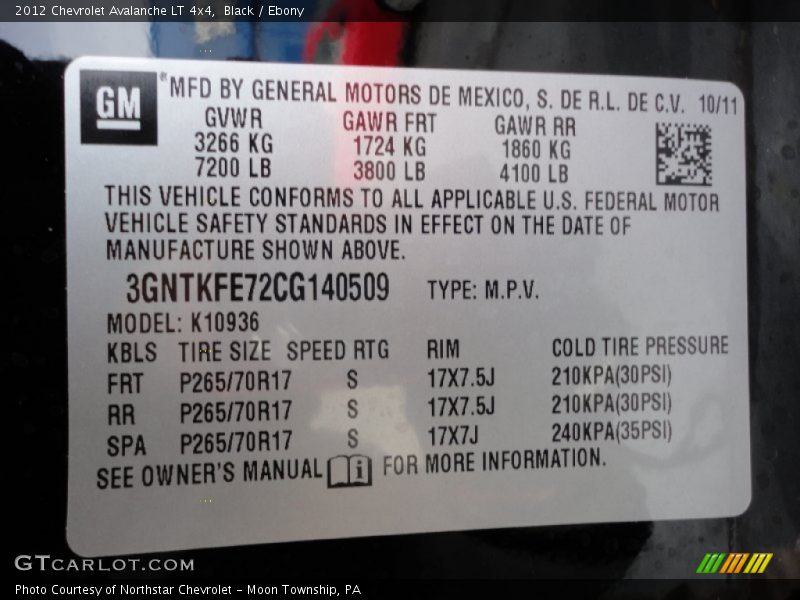 2012 Chevrolet Avalanche LT 4x4, Black / Ebony
GM ®MFD BY GENERAL MOTORS DE MEXICO, S. DE R.L. DE C.V. 10/11
GVWR GAWR FRT GAWR RR
3266 KG 1724 KG 1860 KG
7200 LB 3800 LB 4100 LB
THIS VEHICLE CONFORMS TO ALL APPLICABLE U.S. FEDERAL MOTOR
VEHICLE SAFETY STANDARDS IN EFFECT ON THE DATE OF
MANUFACTURE SHOWN ABOVE.
3GNTKFE72CG140509 TYPE: M.P.V.
MODEL: K10936
KBLS TIRE SIZE SPEED RTG RIM COLD TIRE PRESSURE
FRT P265/70R17 S 17X7.5J 210KPA(30PSI)
RR P265/70R17 S 17X7.5J 210KPA(30PSI)
SPA P265/70R17 S 17X7J 240KPA(35PSI)
SEE OWNER'S MANUAL FOR MORE INFORMATION.
GTCARLOT.COM
Photo Courtesy of Northstar Chevrolet - Moon Township, PA